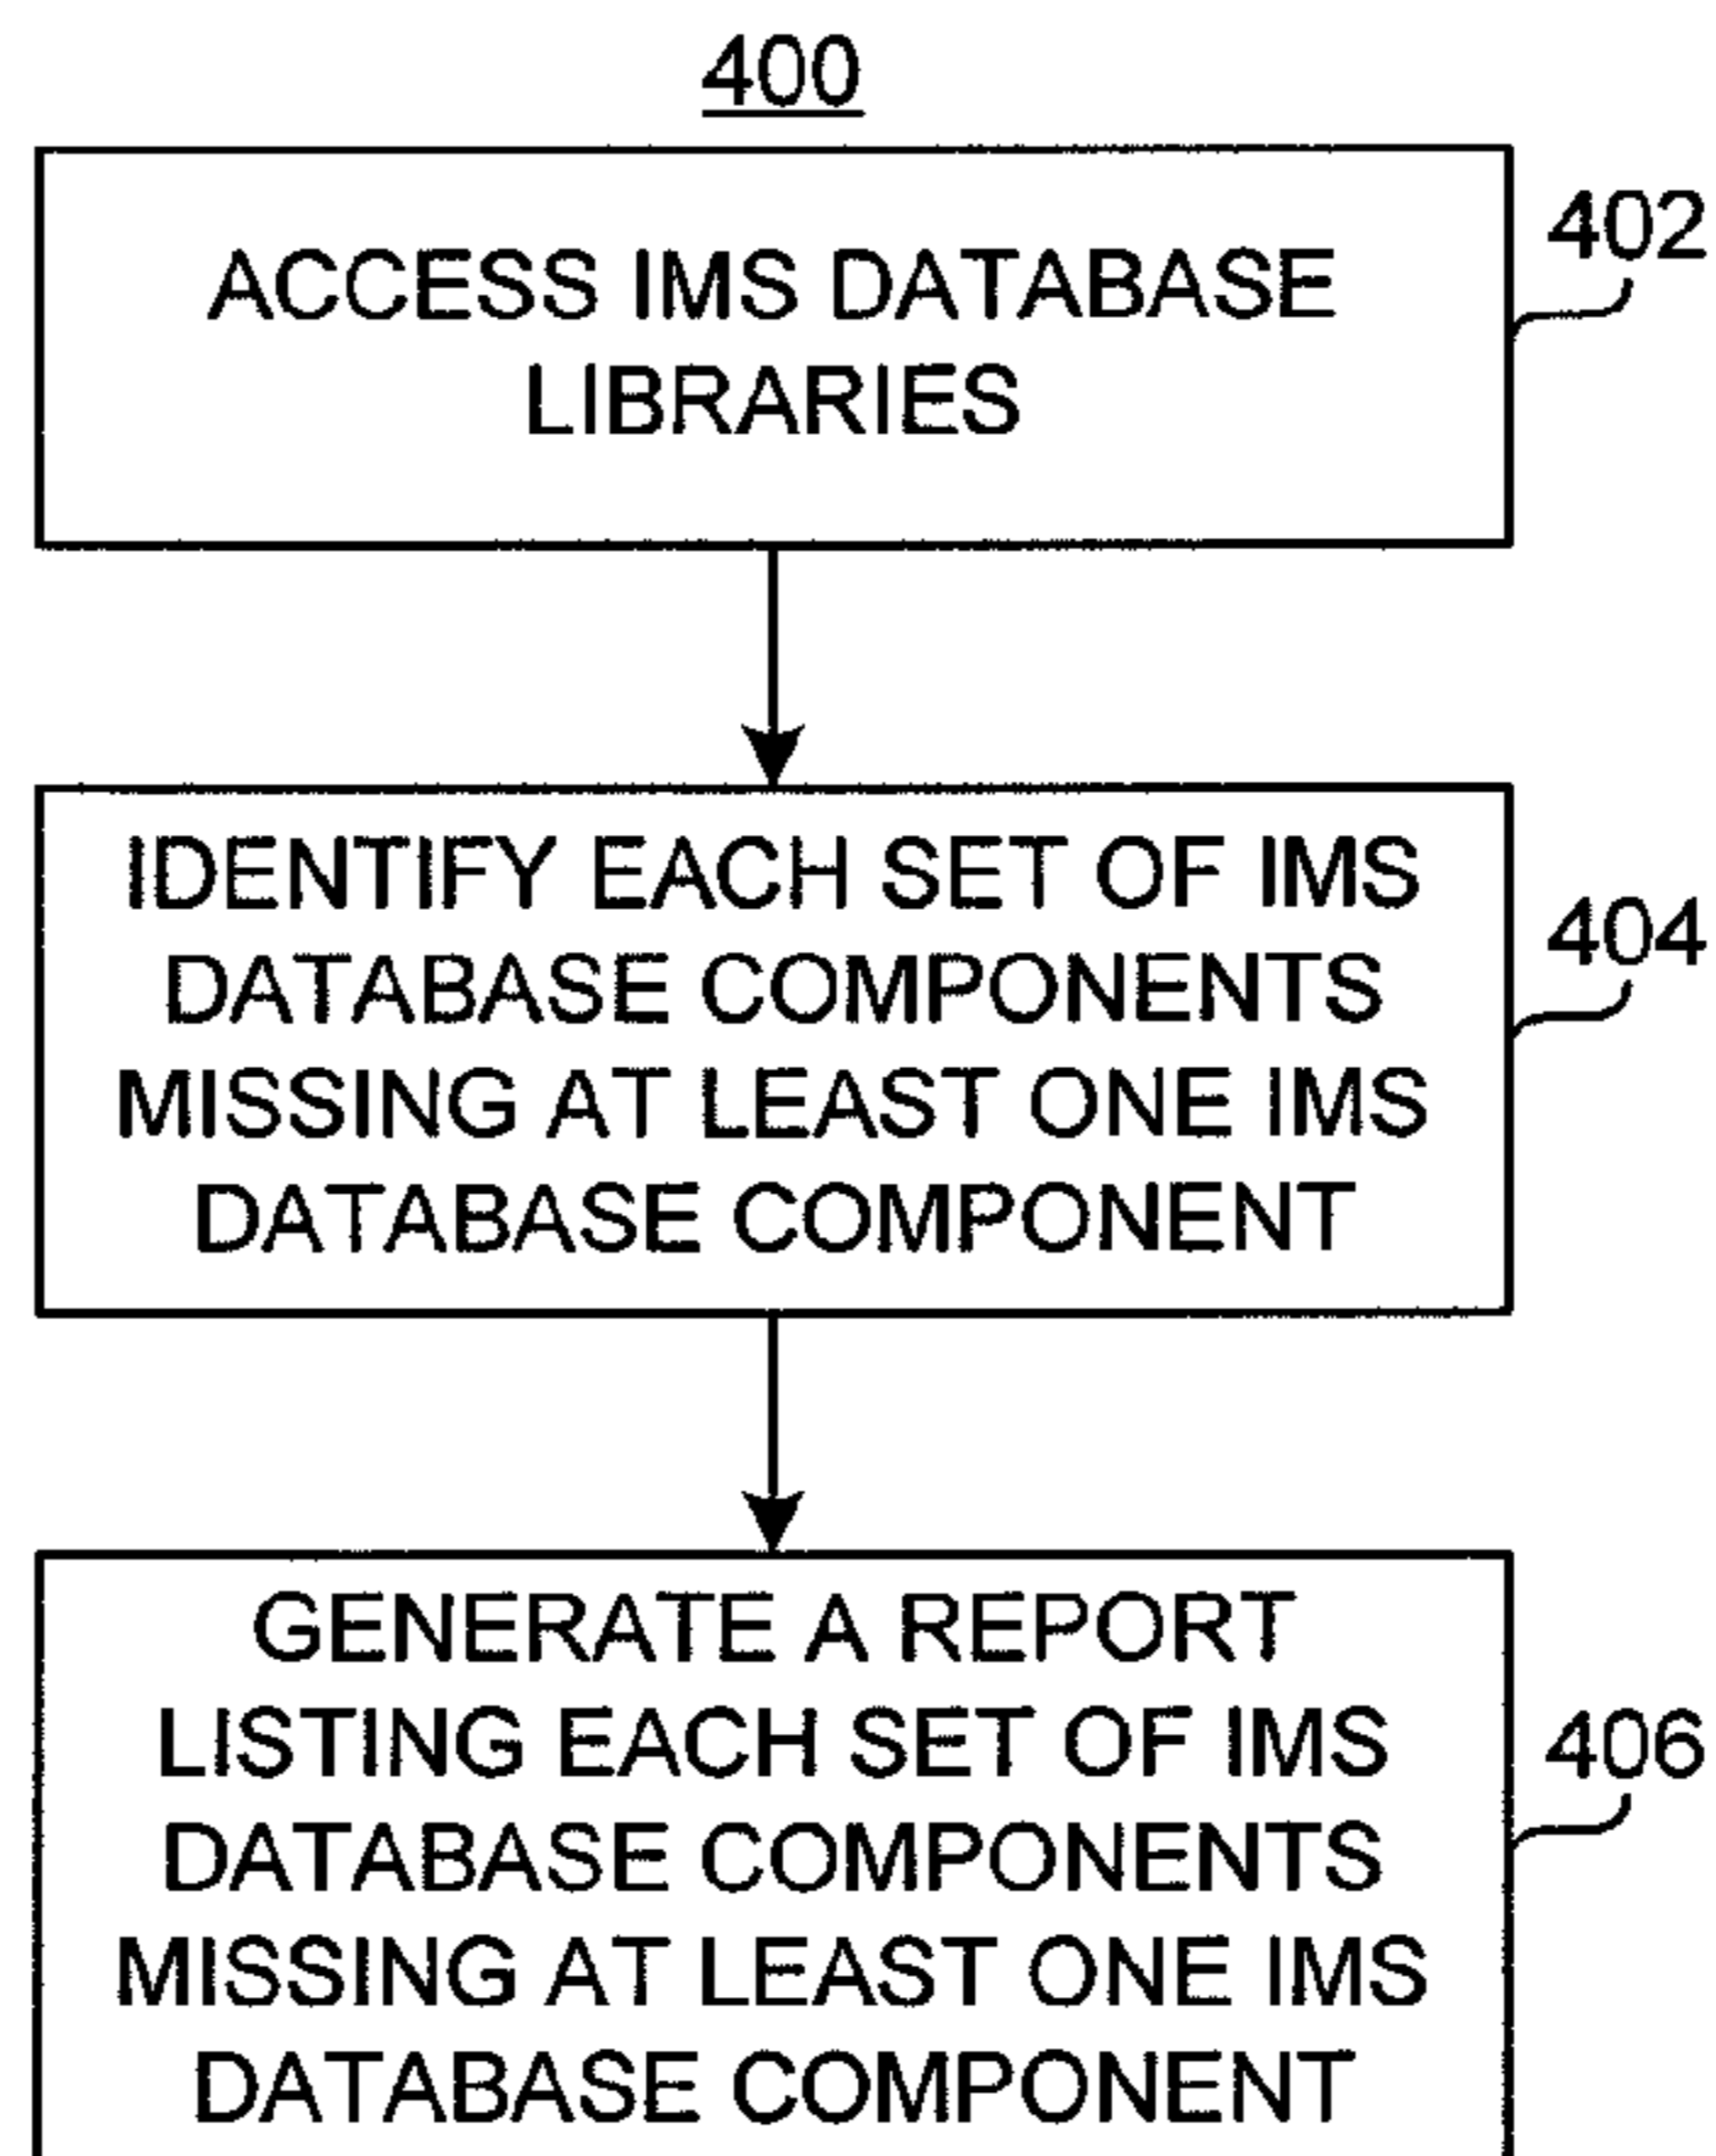 400
ACCESS IMS DATABASE
LIBRARIES
402
IDENTIFY EACH SET OF IMS
DATABASE COMPONENTS
MISSING AT LEAST ONE IMS
DATABASE COMPONENT
404
GENERATE A REPORT
LISTING EACH SET OF IMS
DATABASE COMPONENTS
MISSING AT LEAST ONE IMS
DATABASE COMPONENT
406